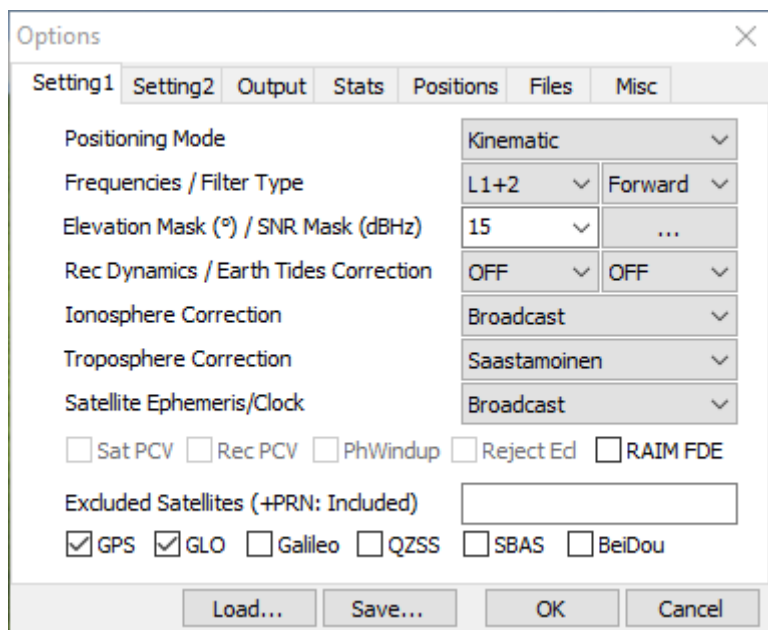 Options
Setting1 Setting2 Output Stats Positions Files Misc
Positioning Mode Kinematic
Frequencies / Filter Type L1+2 Forward
Elevation Mask (°) / SNR Mask (dBHz) 15 ...
Rec Dynamics / Earth Tides Correction OFF OFF
Ionosphere Correction Broadcast
Troposphere Correction Saastamoinen
Satellite Ephemeris/Clock Broadcast
Sat PCV Rec PCV PhWindup Reject Ecl RAIM FDE
Excluded Satellites (+PRN: Included)
GPS GLO Galileo QZSS SBAS BeiDou
Load... Save... OK Cancel